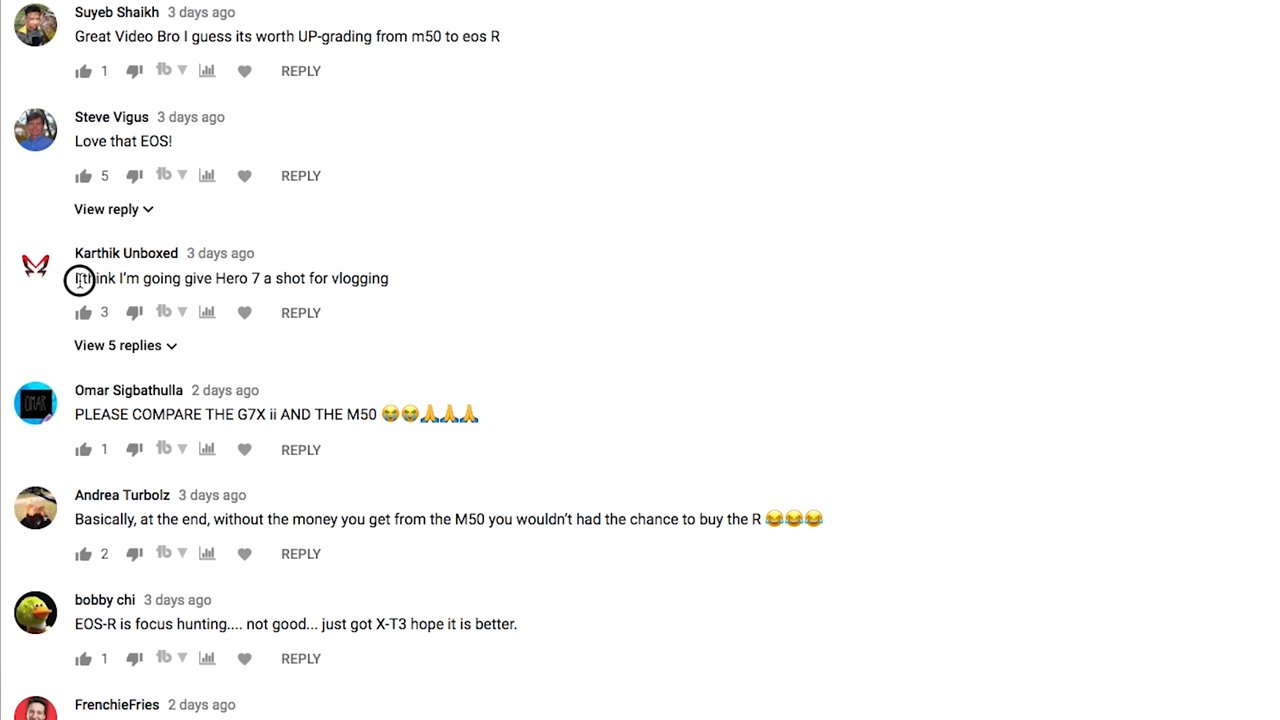 Suyeb Shaikh 3 days ago
Great Video Bro I guess its worth UP-grading from m50 to eos R
1 REPLY
Steve Vigus 3 days ago
Love that EOS!
5 REPLY
View reply
Karthik Unboxed 3 days ago
I think I'm going give Hero 7 a shot for vlogging
3 REPLY
View 5 replies
Omar Sigbathulla 2 days ago
OMAR
PLEASE COMPARE THE G7X ii AND THE M50 😭😭🙏🙏🙏
1 REPLY
Andrea Turbolz 3 days ago
Basically, at the end, without the money you get from the M50 you wouldn't had the chance to buy the R 😂😂😂
2 REPLY
bobby chi 3 days ago
EOS-R is focus hunting.... not good... just got X-T3 hope it is better.
1 REPLY
FrenchieFries 2 days ago